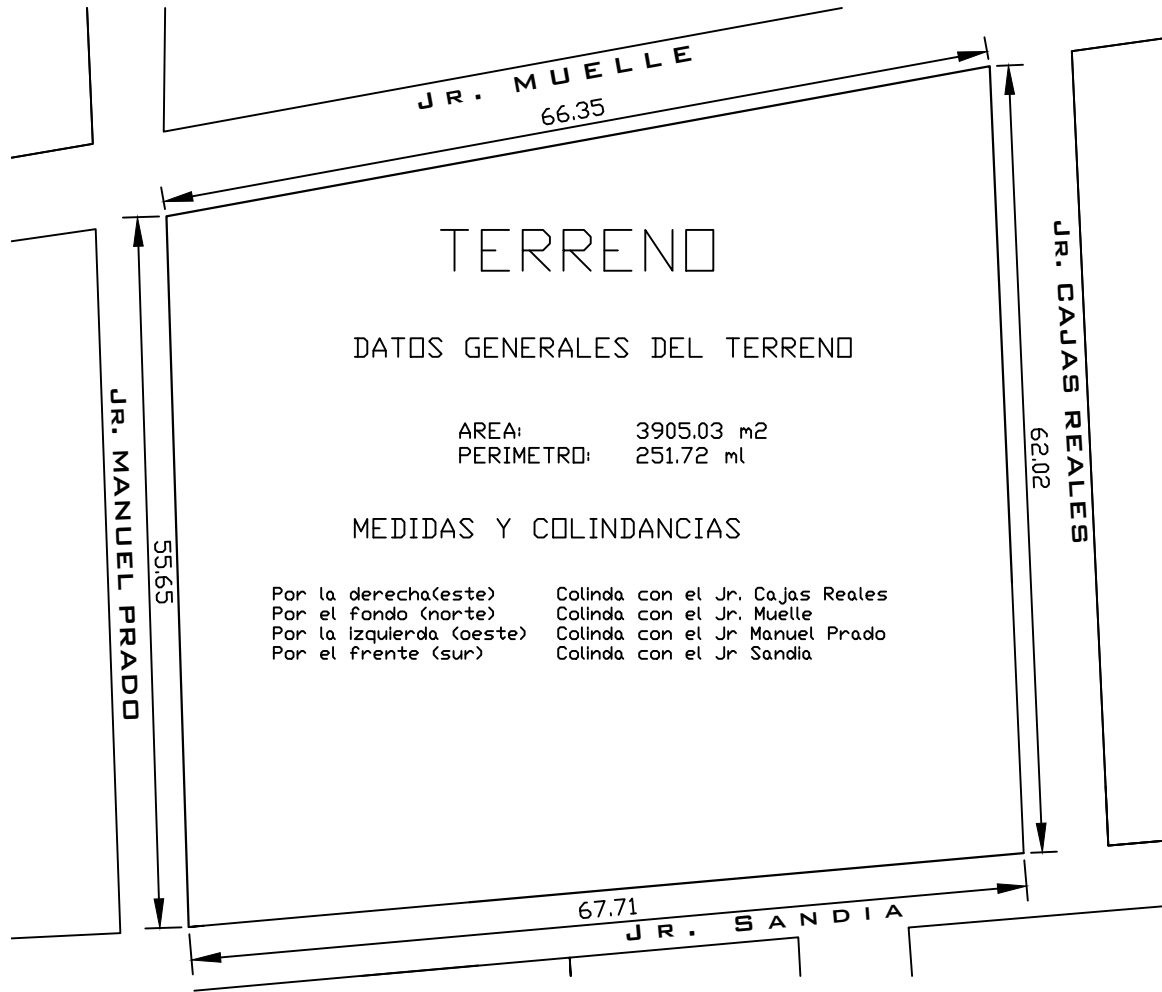 JR. MUELLE
66.35
TERRENO
DATOS GENERALES DEL TERRENO
AREA: 3905.03 m2
PERIMETRO: 251.72 ml
MEDIDAS Y COLINDANCIAS
Por la derecha(este) Colinda con el Jr. Cajas Reales
Por el fondo (norte) Colinda con el Jr. Muelle
Por la izquierda (oeste) Colinda con el Jr Manuel Prado
Por el frente (sur) Colinda con el Jr Sandia
JR. MANUEL PRADO
55.65
JR. CAJAS REALES
62.02
67.71
JR. SANDIA